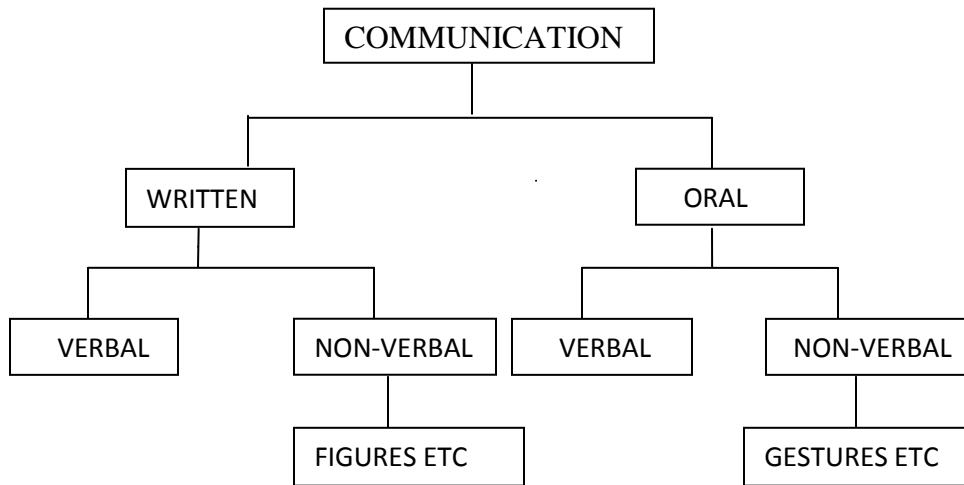 COMMUNICATION
WRITTEN
ORAL
VERBAL
NON-VERBAL
VERBAL
NON-VERBAL
FIGURES ETC
GESTURES ETC